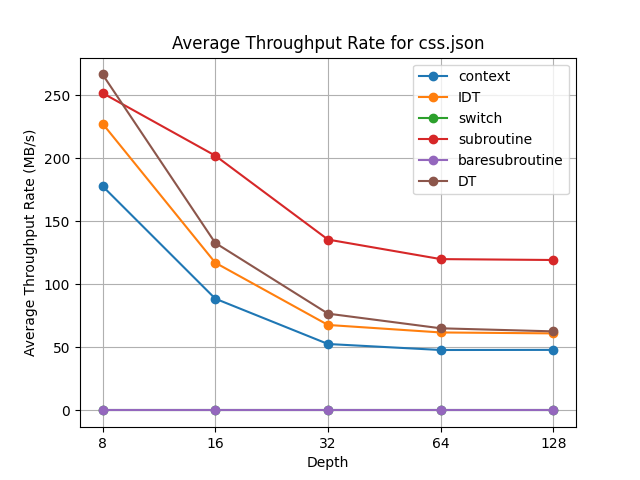 Average Throughput Rate for css.json
Average Throughput Rate (MB/s)
250
200
150
100
50
0
context
IDT
switch
subroutine
baresubroutine
DT
8
16
32
64
128
Depth